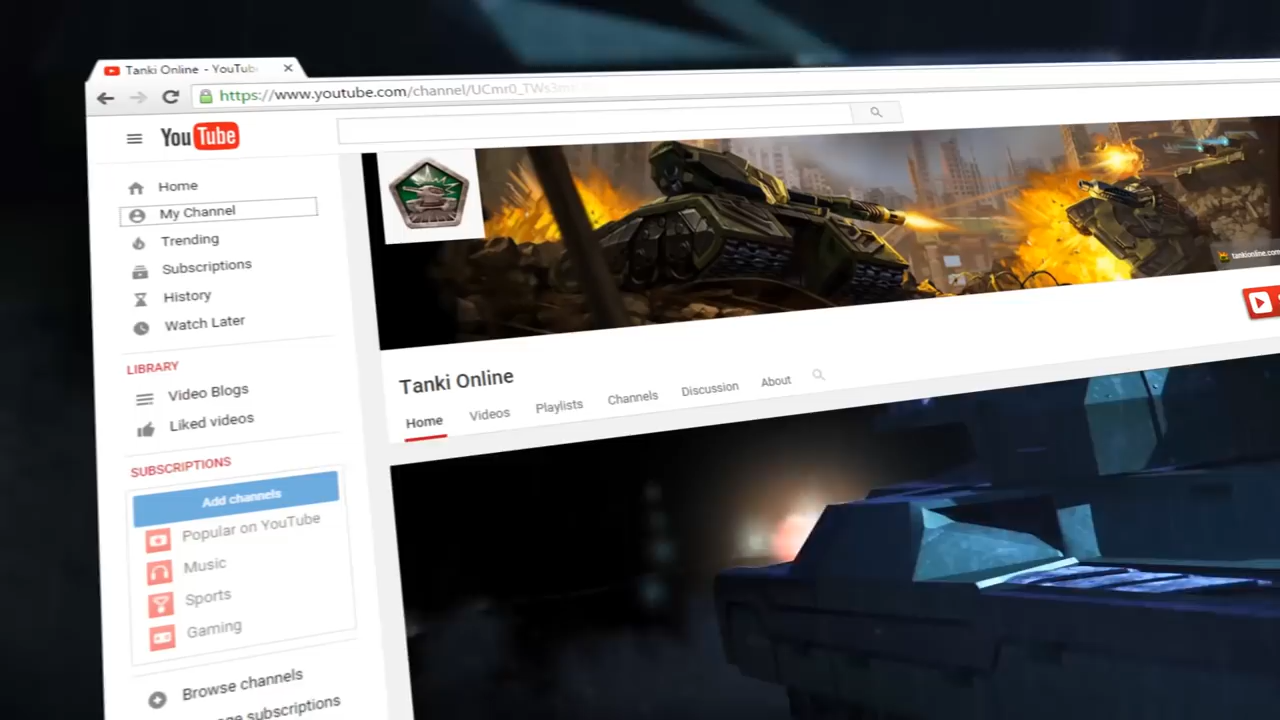 Tanki Online - YouTub
https://www.youtube.com/channel/UCmr0_TWs3m
YouTube
Home
My Channel
Trending
Subscriptions
History
Watch Later
LIBRARY
Video Blogs
Liked videos
SUBSCRIPTIONS
Add channels
Popular on YouTube
Music
Sports
Gaming
Browse channels
subscriptions
tankionline.com
Tanki Online
Home Videos Playlists Channels Discussion About